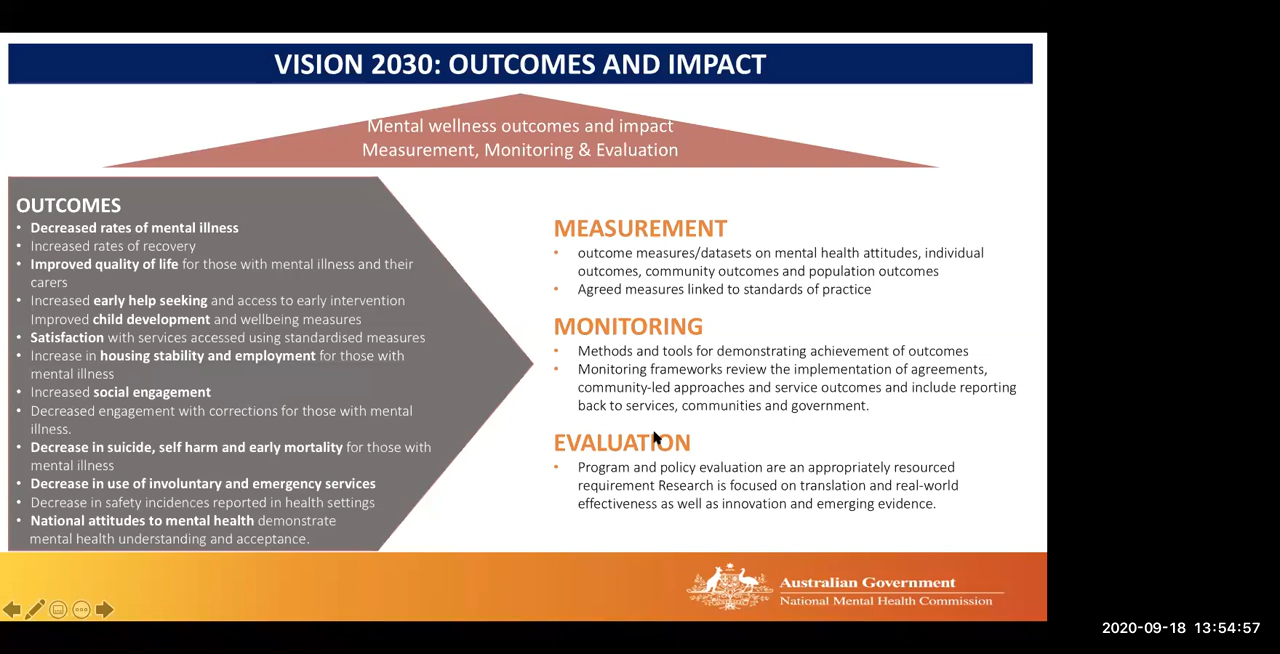 VISION 2030: OUTCOMES AND IMPACT
Mental wellness outcomes and impact
Measurement, Monitoring & Evaluation
OUTCOMES
• Decreased rates of mental illness
• Increased rates of recovery
• Improved quality of life for those with mental illness and their
carers
• Increased early help seeking and access to early intervention
Improved child development and wellbeing measures
• Satisfaction with services accessed using standardised measures
• Increase in housing stability and employment for those with
mental illness
• Increased social engagement
• Decreased engagement with corrections for those with mental
illness.
• Decrease in suicide, self harm and early mortality for those with
mental illness
• Decrease in use of involuntary and emergency services
• Decrease in safety incidences reported in health settings
• National attitudes to mental health demonstrate
mental health understanding and acceptance.
MEASUREMENT
• outcome measures/datasets on mental health attitudes, individual
outcomes, community outcomes and population outcomes
• Agreed measures linked to standards of practice
MONITORING
• Methods and tools for demonstrating achievement of outcomes
• Monitoring frameworks review the implementation of agreements,
community-led approaches and service outcomes and include reporting
back to services, communities and government.
EVALUATION
• Program and policy evaluation are an appropriately resourced
requirement Research is focused on translation and real-world
effectiveness as well as innovation and emerging evidence.
Australian Government
National Mental Health Commission
2020-09-18 13:54:57